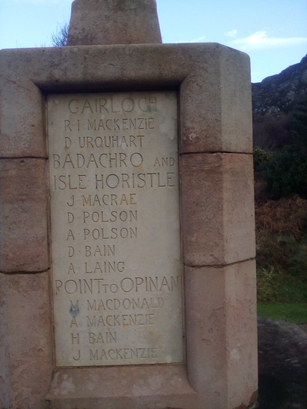 GAIRLOCH
R I MACKENZIE
D URQUHART
BADACHRO AND
ISLE HORISTLE
J MACRAE
D POLSON
A POLSON
D BAIN
A LAING
POINT TO OPINAN
M MACDONALD
A MACKENZIE
H BAIN
J MACKENZIE